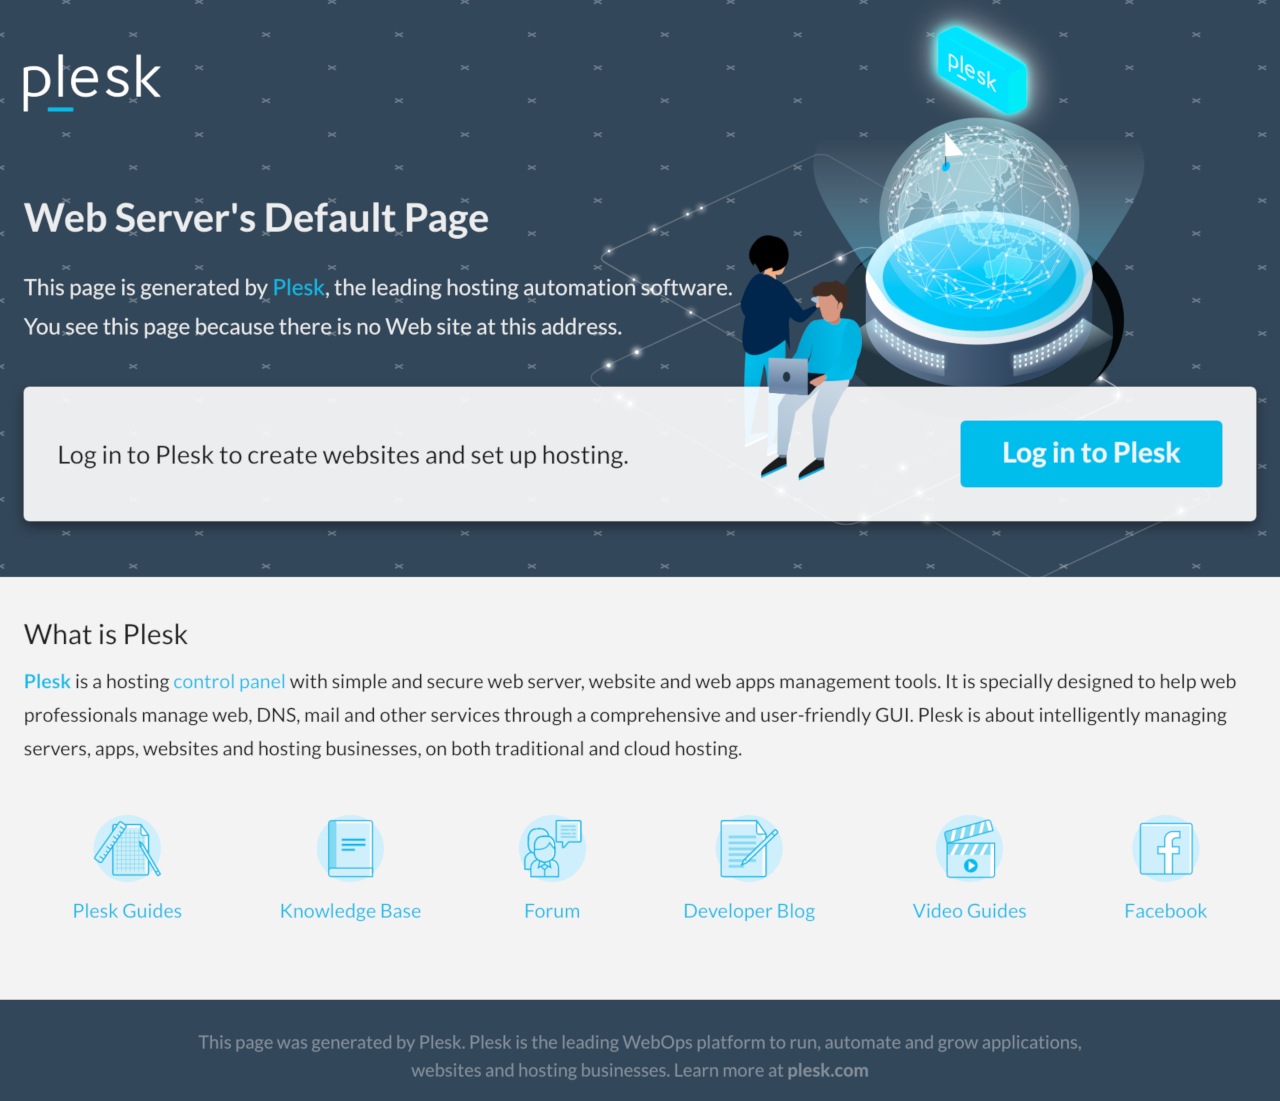 plesk
plesk
Web Server's Default Page
This page is generated by Plesk, the leading hosting automation software.
You see this page because there is no Web site at this address.
Log in to Plesk to create websites and set up hosting.
Log in to Plesk
What is Plesk
Plesk is a hosting control panel with simple and secure web server, website and web apps management tools. It is specially designed to help web
professionals manage web, DNS, mail and other services through a comprehensive and user-friendly GUI. Plesk is about intelligently managing
servers, apps, websites and hosting businesses, on both traditional and cloud hosting.
Plesk Guides
Knowledge Base
Forum
Developer Blog
Video Guides
Facebook
This page was generated by Plesk. Plesk is the leading WebOps platform to run, automate and grow applications,
websites and hosting businesses. Learn more at plesk.com